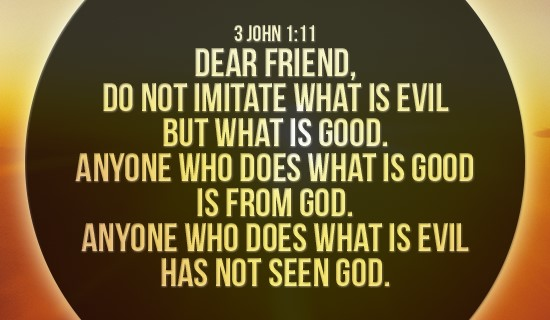 3 JOHN 1:11
DEAR FRIEND,
DO NOT IMITATE WHAT IS EVIL
BUT WHAT IS GOOD.
ANYONE WHO DOES WHAT IS GOOD
IS FROM GOD.
ANYONE WHO DOES WHAT IS EVIL
HAS NOT SEEN GOD.